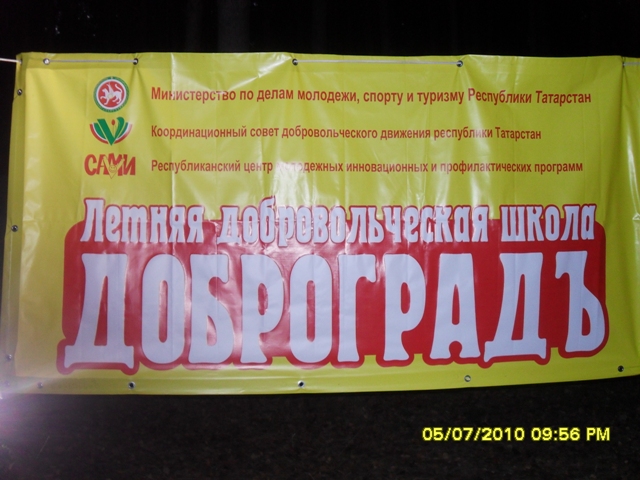 Министерство по делам молодежи, спорту и туризму Республики Татарстан
Координационный совет добровольческого движения республики Татарстан
САМИ Республиканский центр молодежных инновационных и профилактических программ
Летняя добровольческая школа
ДОБРОГРАДЪ
05/07/2010 09:56 PM